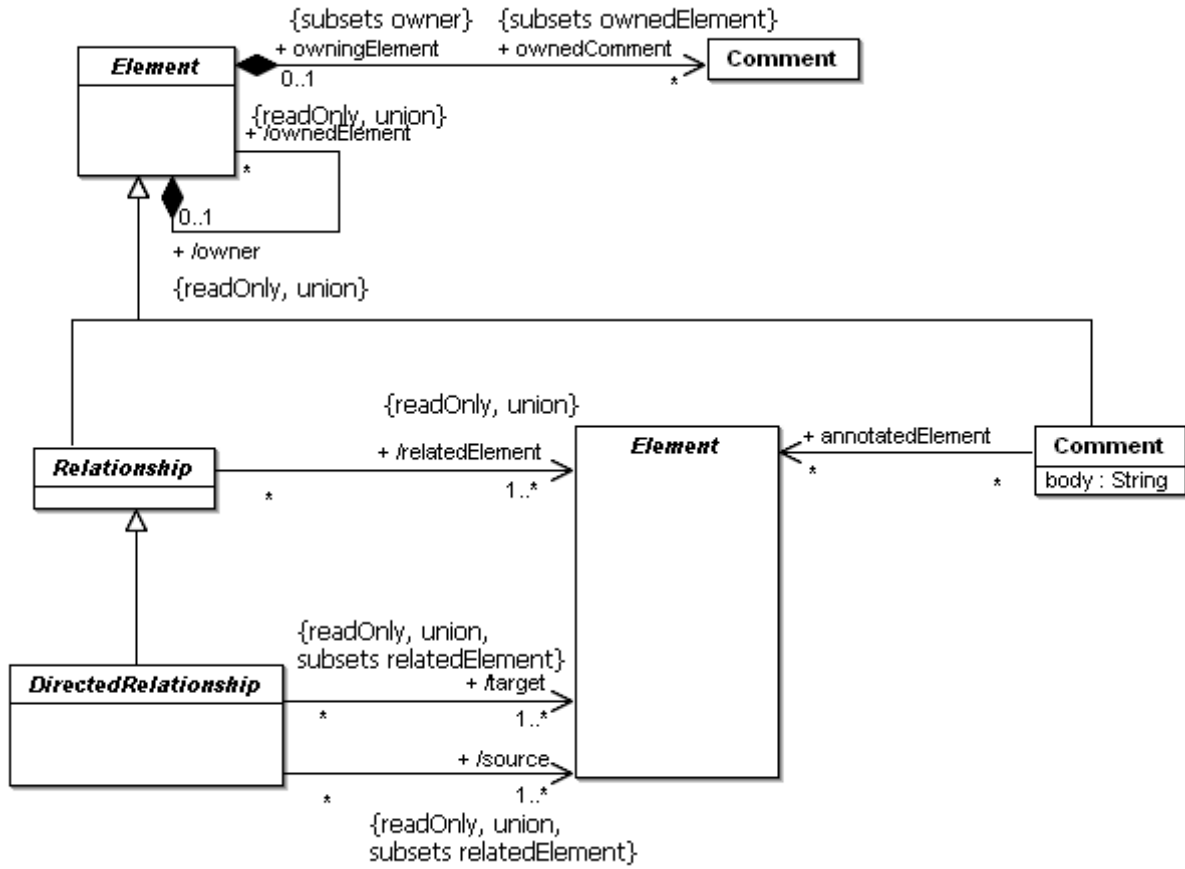 {subsets owner}
{subsets ownedElement}
+ owningElement
+ ownedComment
Element
Comment
0..1
*
{readOnly, union}
+ /ownedElement
*
0..1
+ /owner
{readOnly, union}
{readOnly, union}
+ /relatedElement
Element
+ annotatedElement
Comment
Relationship
*
1..*
*
*
body : String
{readOnly, union,
subsets relatedElement}
DirectedRelationship
+ /target
*
1..*
+ /source
*
1..*
{readOnly, union,
subsets relatedElement}